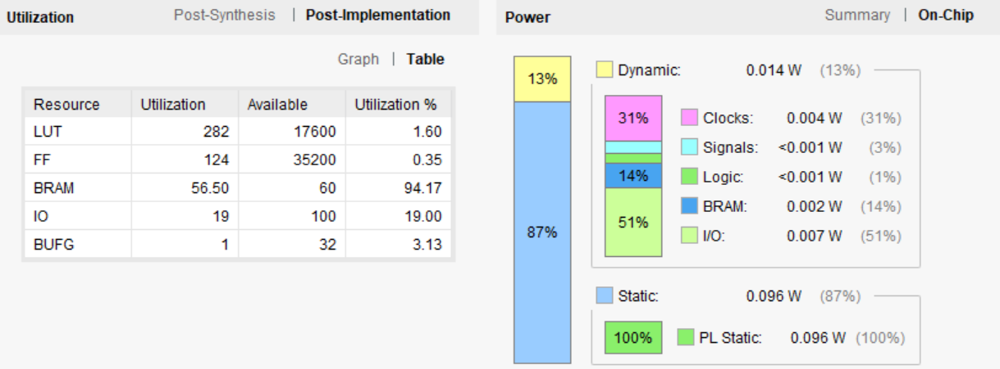 Utilization Post-Synthesis | Post-Implementation
Graph | Table
Resource Utilization Available Utilization %
LUT 282 17600 1.60
FF 124 35200 0.35
BRAM 56.50 60 94.17
IO 19 100 19.00
BUFG 1 32 3.13
Power Summary | On-Chip
13%
87%
Dynamic: 0.014 W (13%)
31%
14%
51%
Clocks: 0.004 W (31%)
Signals: <0.001 W (3%)
Logic: <0.001 W (1%)
BRAM: 0.002 W (14%)
I/O: 0.007 W (51%)
Static: 0.096 W (87%)
100% PL Static: 0.096 W (100%)